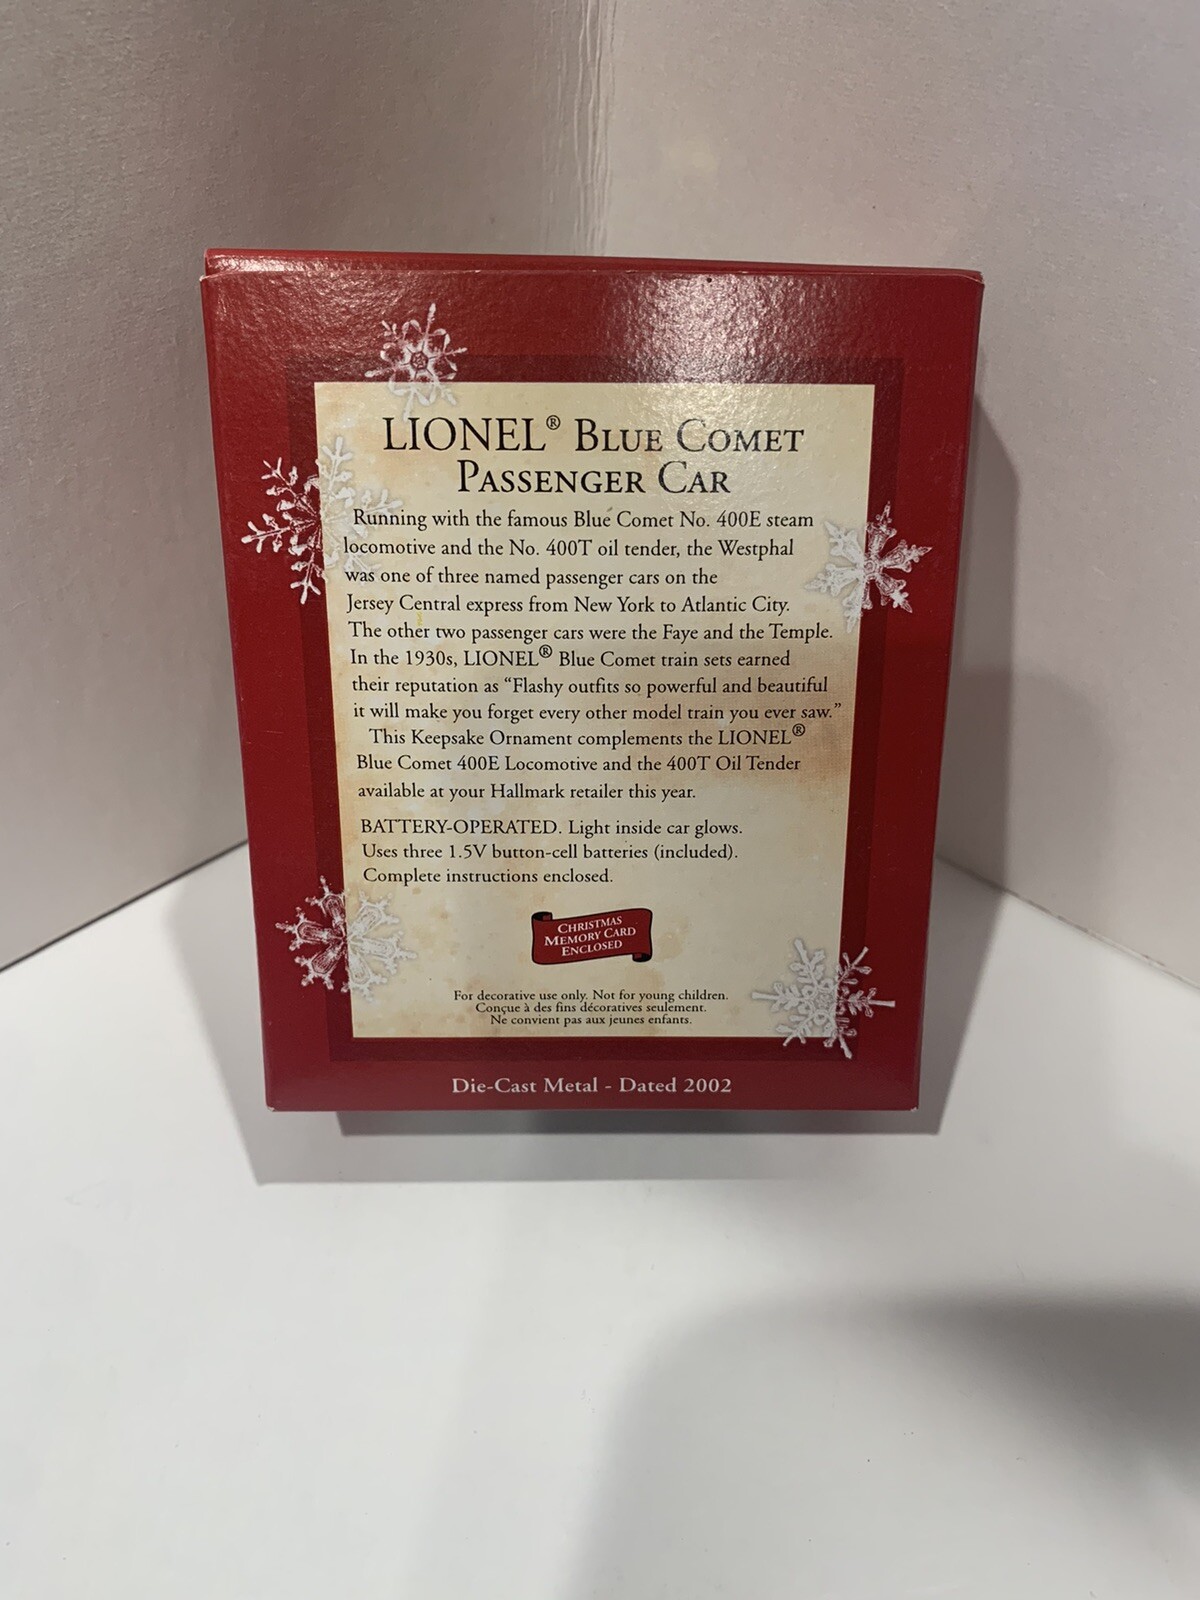 LIONEL® BLUE COMET
PASSENGER CAR
Running with the famous Blue Comet No. 400E steam
locomotive and the No. 400T oil tender, the Westphal
was one of three named passenger cars on the
Jersey Central express from New York to Atlantic City.
The other two passenger cars were the Faye and the Temple.
In the 1930s, LIONEL® Blue Comet train sets earned
their reputation as “Flashy outfits so powerful and beautiful
it will make you forget every other model train you ever saw.”
This Keepsake Ornament complements the LIONEL®
Blue Comet 400E Locomotive and the 400T Oil Tender
available at your Hallmark retailer this year.
BATTERY-OPERATED. Light inside car glows.
Uses three 1.5V button-cell batteries (included).
Complete instructions enclosed.
CHRISTMAS
MEMORY CARD
ENCLOSED
For decorative use only. Not for young children.
Conçue à des fins décoratives seulement.
Ne convient pas aux jeunes enfants.
Die-Cast Metal - Dated 2002